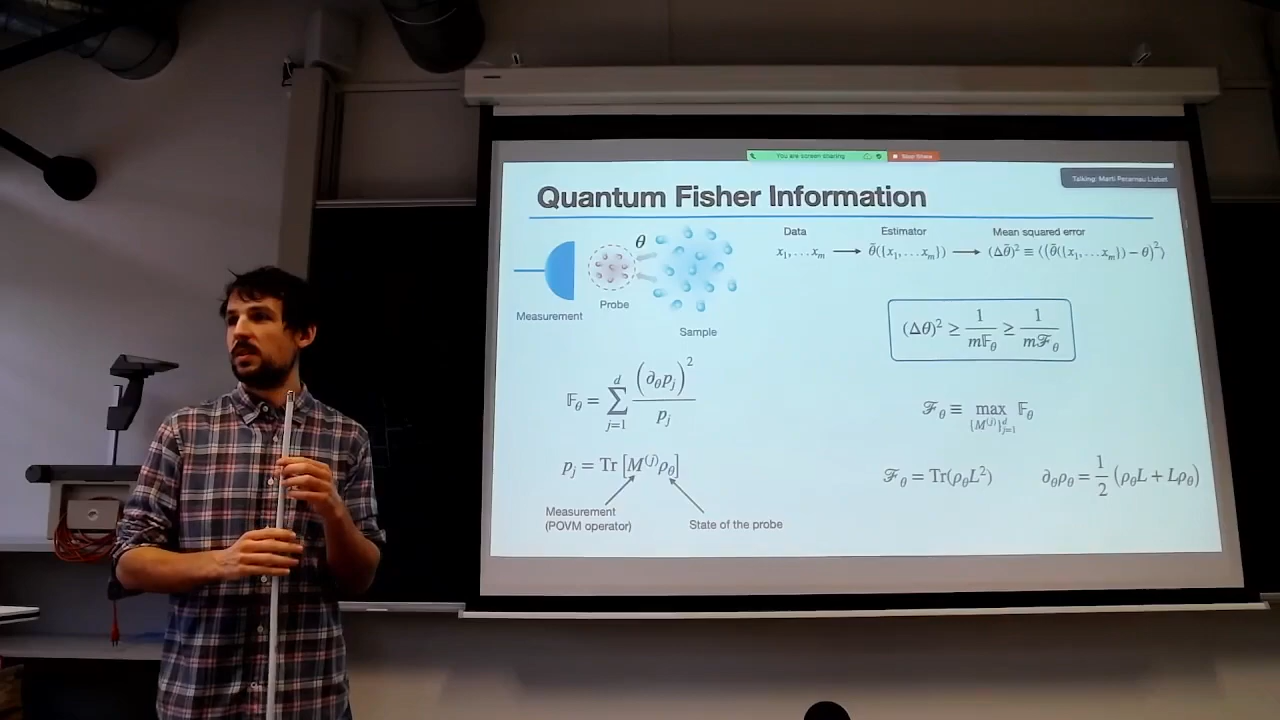 You are screen sharing Stop Share
Talking: Marti Perarnau Llobet
Quantum Fisher Information
Data Estimator Mean squared error
x₁, … x_m ⟶ θ̃({x₁, … x_m}) ⟶ (Δθ̃)² ≡ ⟨(θ̃({x₁, … x_m}) − θ)²⟩
θ
Probe
Measurement
Sample
(Δθ)² ≥ 1/(m𝔽_θ) ≥ 1/(mℱ_θ)
𝔽_θ = ∑_{j=1}^{d} (∂_θ p_j)² / p_j
ℱ_θ ≡ max_{{M^(j)}_{j=1}^{d}} 𝔽_θ
p_j = Tr [M^(j) ρ_θ]
ℱ_θ = Tr(ρ_θ L²) ∂_θ ρ_θ = 1/2 (ρ_θ L + Lρ_θ)
Measurement
(POVM operator)
State of the probe